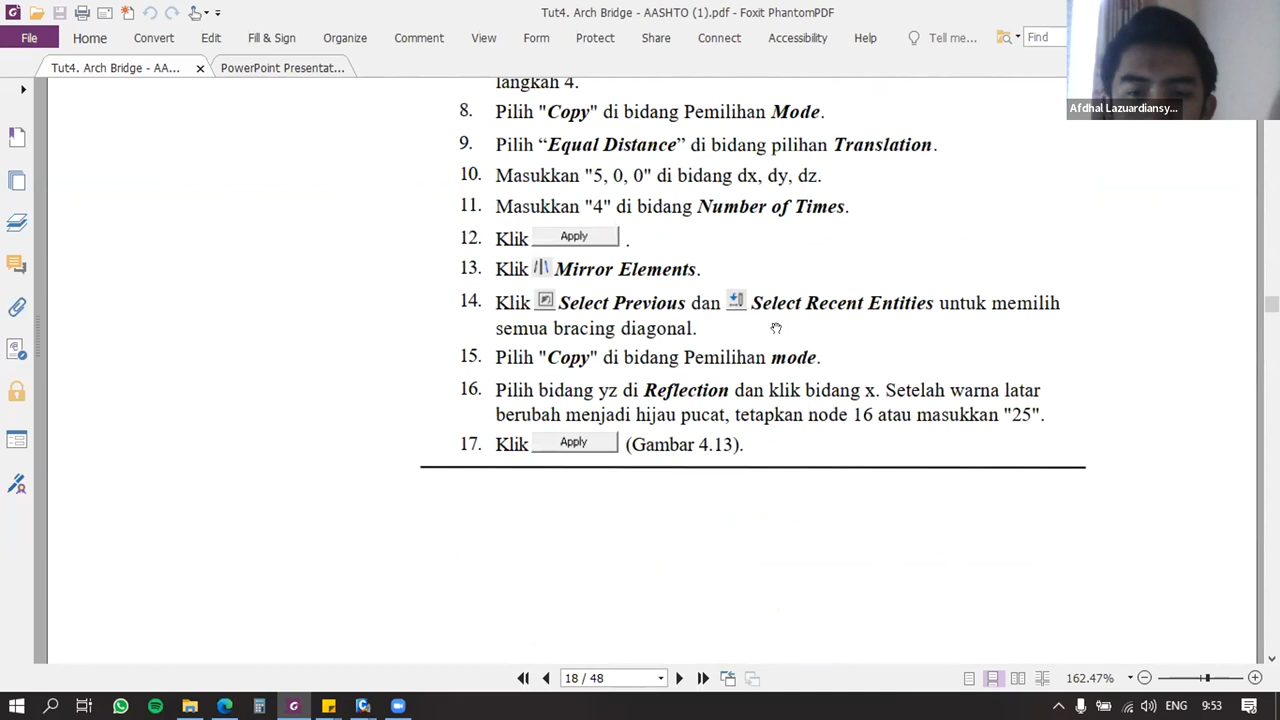 Tut4. Arch Bridge - AASHTO (1).pdf - Foxit PhantomPDF
File Home Convert Edit Fill & Sign Organize Comment View Form Protect Share Connect Accessibility Help Tell me... Find
Tut4. Arch Bridge - AA... PowerPoint Presentat...
Afdhal Lazuardiansy...
langkah 4.
8. Pilih "Copy" di bidang Pemilihan Mode.
9. Pilih “Equal Distance” di bidang pilihan Translation.
10. Masukkan "5, 0, 0" di bidang dx, dy, dz.
11. Masukkan "4" di bidang Number of Times.
12. Klik Apply .
13. Klik Mirror Elements.
14. Klik Select Previous dan Select Recent Entities untuk memilih
semua bracing diagonal.
15. Pilih "Copy" di bidang Pemilihan mode.
16. Pilih bidang yz di Reflection dan klik bidang x. Setelah warna latar
berubah menjadi hijau pucat, tetapkan node 16 atau masukkan "25".
17. Klik Apply (Gambar 4.13).
18 / 48 162.47%
ENG 9:53